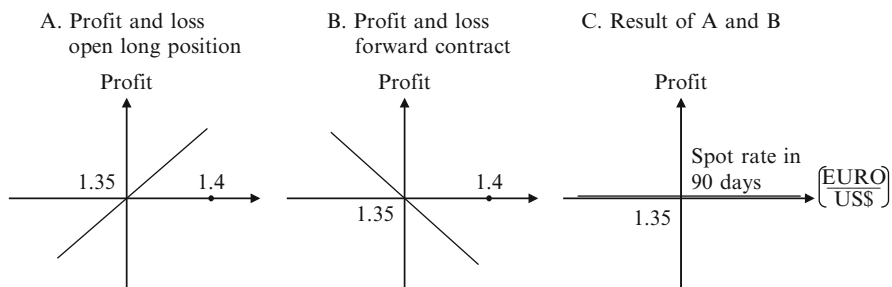 A. Profit and loss
open long position
B. Profit and loss
forward contract
C. Result of A and B
Profit
1.35
1.4
Profit
1.35
1.4
Profit
Spot rate in
90 days
1.35
EURO
US$